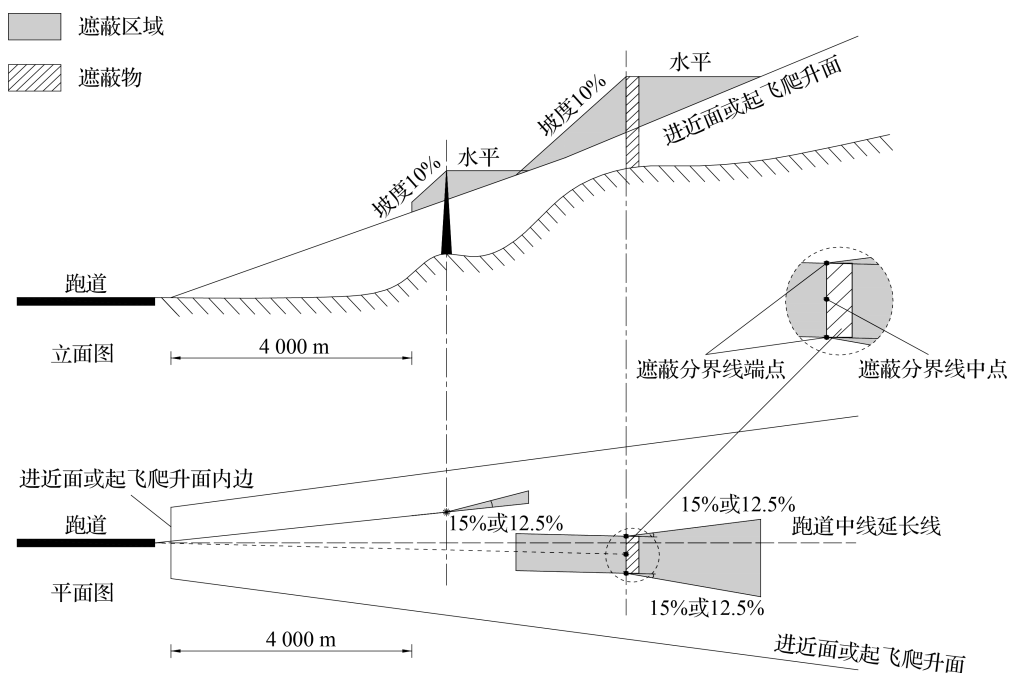 遮蔽区域
遮蔽物
水平
坡度10%
进近面或起飞爬升面
坡度10%
水平
跑道
立面图
4 000 m
遮蔽分界线端点
遮蔽分界线中点
进近面或起飞爬升面内边
跑道
15%或12.5%
15%或12.5%
跑道中线延长线
平面图
15%或12.5%
4 000 m
进近面或起飞爬升面